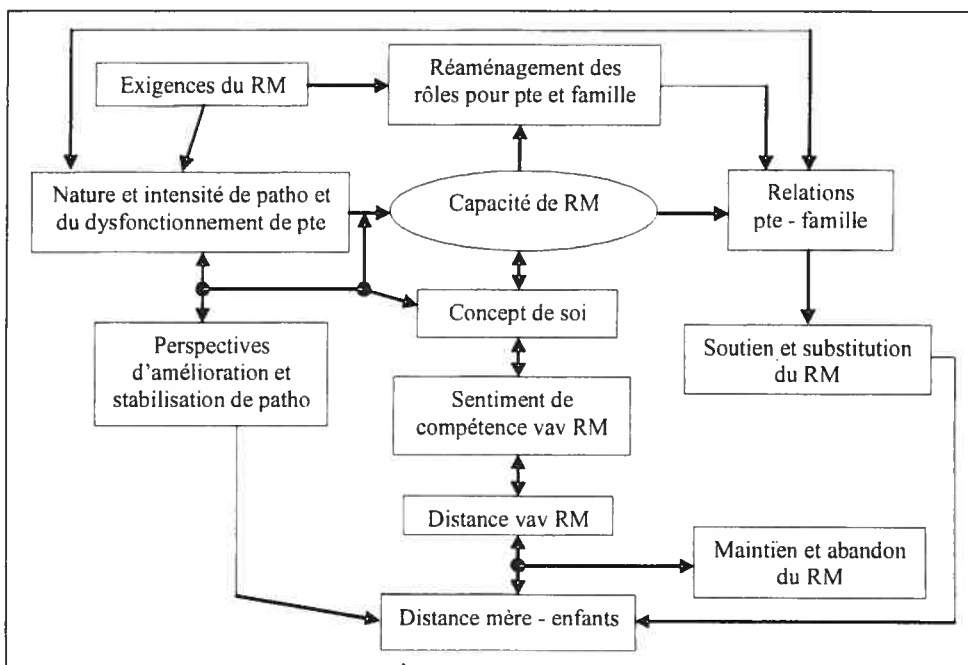 Exigences du RM
Réaménagement des
rôles pour pte et famille
Nature et intensité de patho et
du dysfonctionnement de pte
Capacité de RM
Relations
pte - famille
Concept de soi
Perspectives
d'amélioration et
stabilisation de patho
Soutien et substitution
du RM
Sentiment de
compétence vav RM
Distance vav RM
Maintien et abandon
du RM
Distance mère - enfants